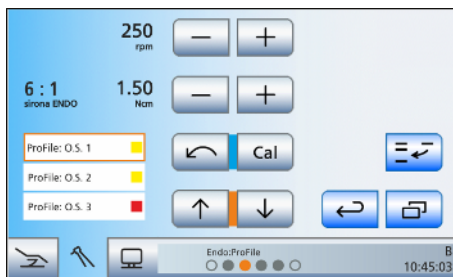 250
rpm
6 : 1
sirona ENDO
1.50
Ncm
ProFile: O.S. 1
Cal
ProFile: O.S. 2
ProFile: O.S. 3
Endo:ProFile
B
10:45:03